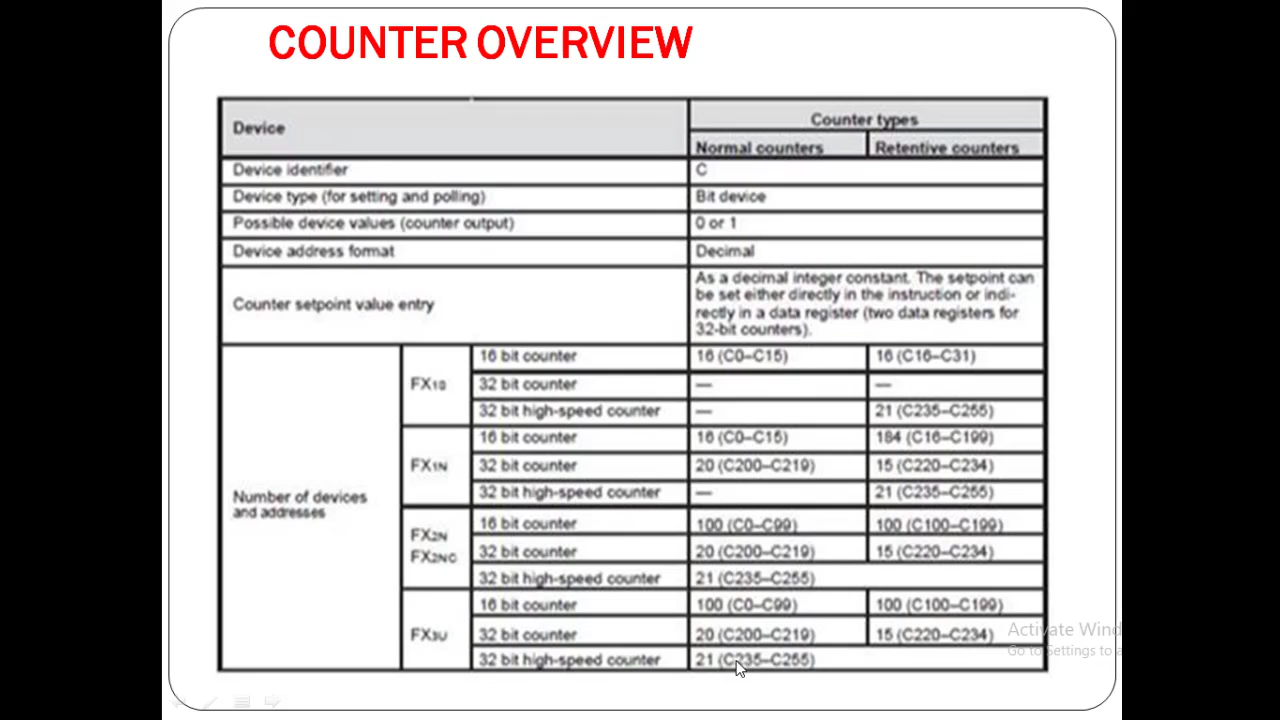 COUNTER OVERVIEW
Device
Counter types
Normal counters
Retentive counters
Device identifier
C
Device type (for setting and polling)
Bit device
Possible device values (counter output)
0 or 1
Device address format
Decimal
Counter setpoint value entry
As a decimal integer constant. The setpoint can
be set either directly in the instruction or indi-
rectly in a data register (two data registers for
32-bit counters).
Number of devices
and addresses
FX1S
16 bit counter
16 (C0–C15)
16 (C16–C31)
32 bit counter
—
—
32 bit high-speed counter
—
21 (C235–C255)
FX1N
16 bit counter
16 (C0–C15)
184 (C16–C199)
32 bit counter
20 (C200–C219)
15 (C220–C234)
32 bit high-speed counter
—
21 (C235–C255)
FX2N
FX2NC
16 bit counter
100 (C0–C99)
100 (C100–C199)
32 bit counter
20 (C200–C219)
15 (C220–C234)
32 bit high-speed counter
21 (C235–C255)
FX3U
16 bit counter
100 (C0–C99)
100 (C100–C199)
32 bit counter
20 (C200–C219)
15 (C220–C234)
32 bit high-speed counter
21 (C235–C255)
Activate Wind
Go to Settings to a